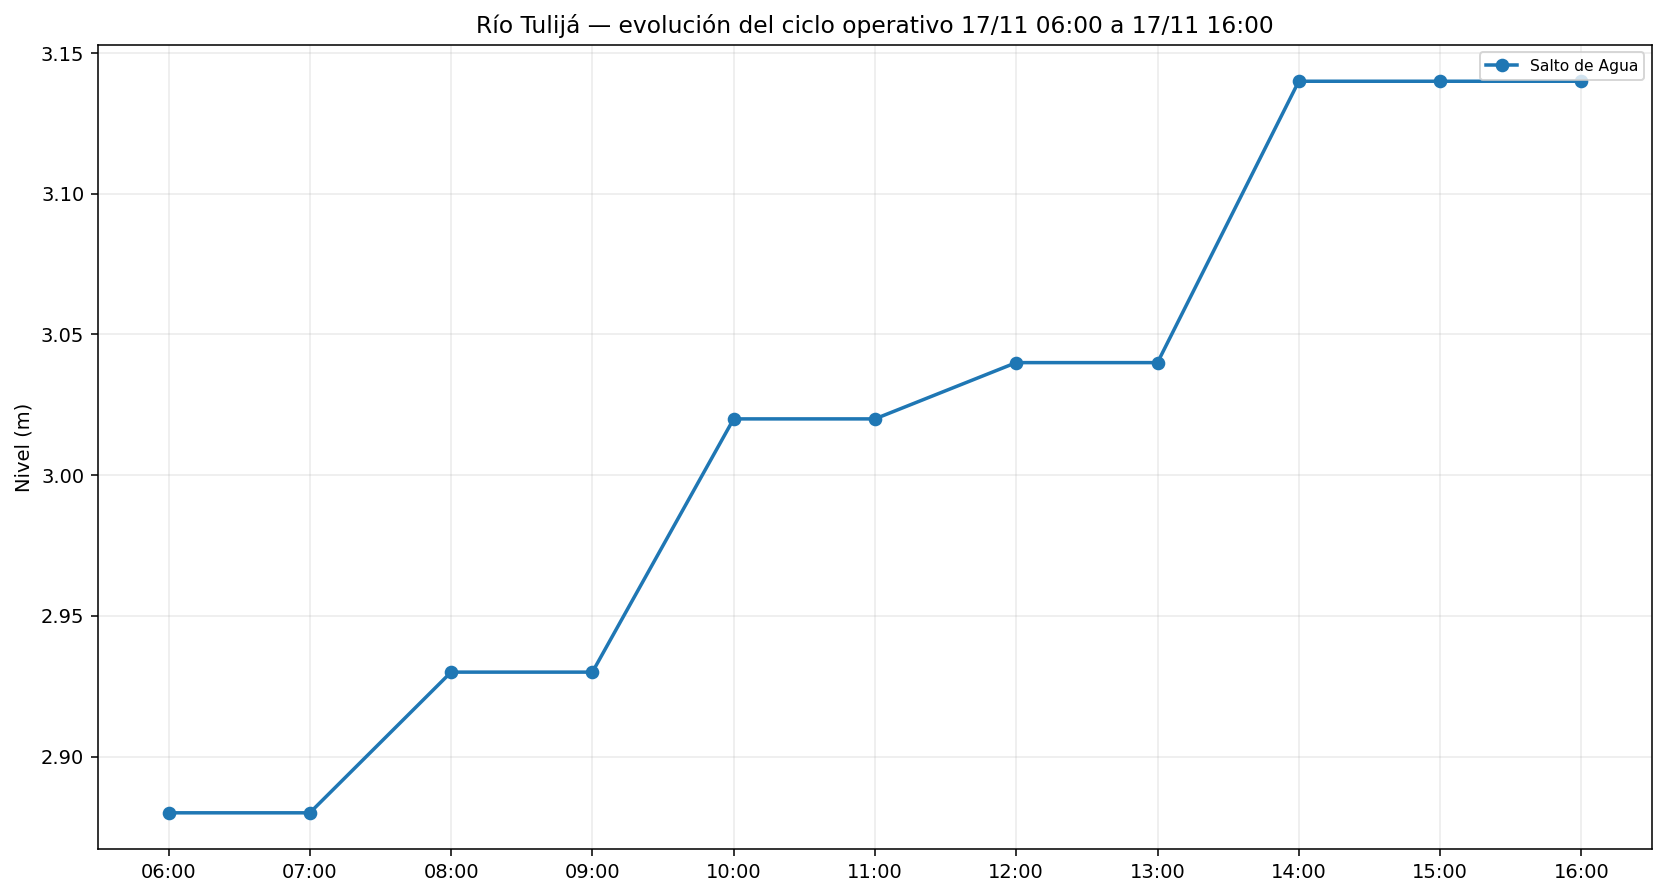 Río Tulijá — evolución del ciclo operativo 17/11 06:00 a 17/11 16:00
Salto de Agua
Nivel (m)
3.15
3.10
3.05
3.00
2.95
2.90
06:00 07:00 08:00 09:00 10:00 11:00 12:00 13:00 14:00 15:00 16:00